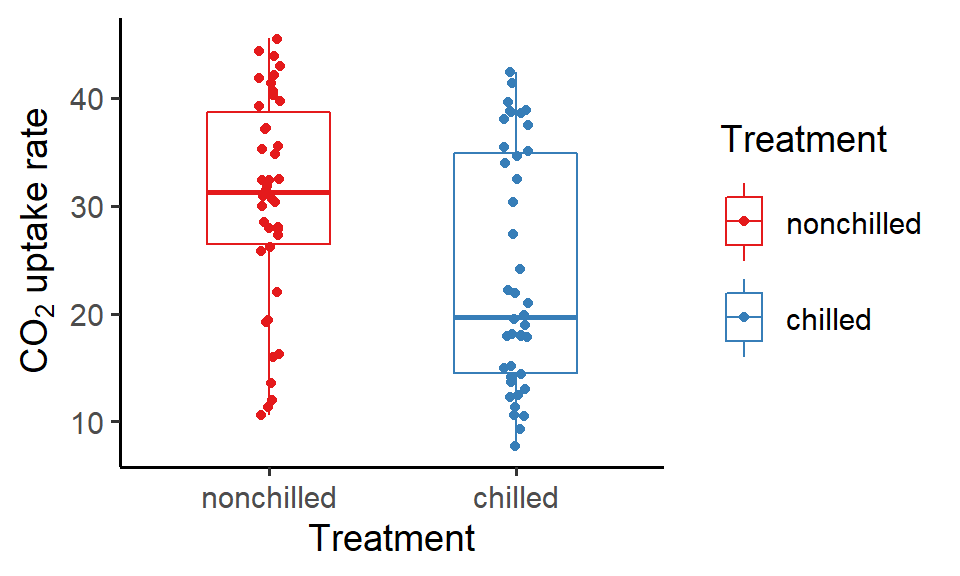 CO₂ uptake rate
40
30
20
10
nonchilled
chilled
Treatment
Treatment
nonchilled
chilled